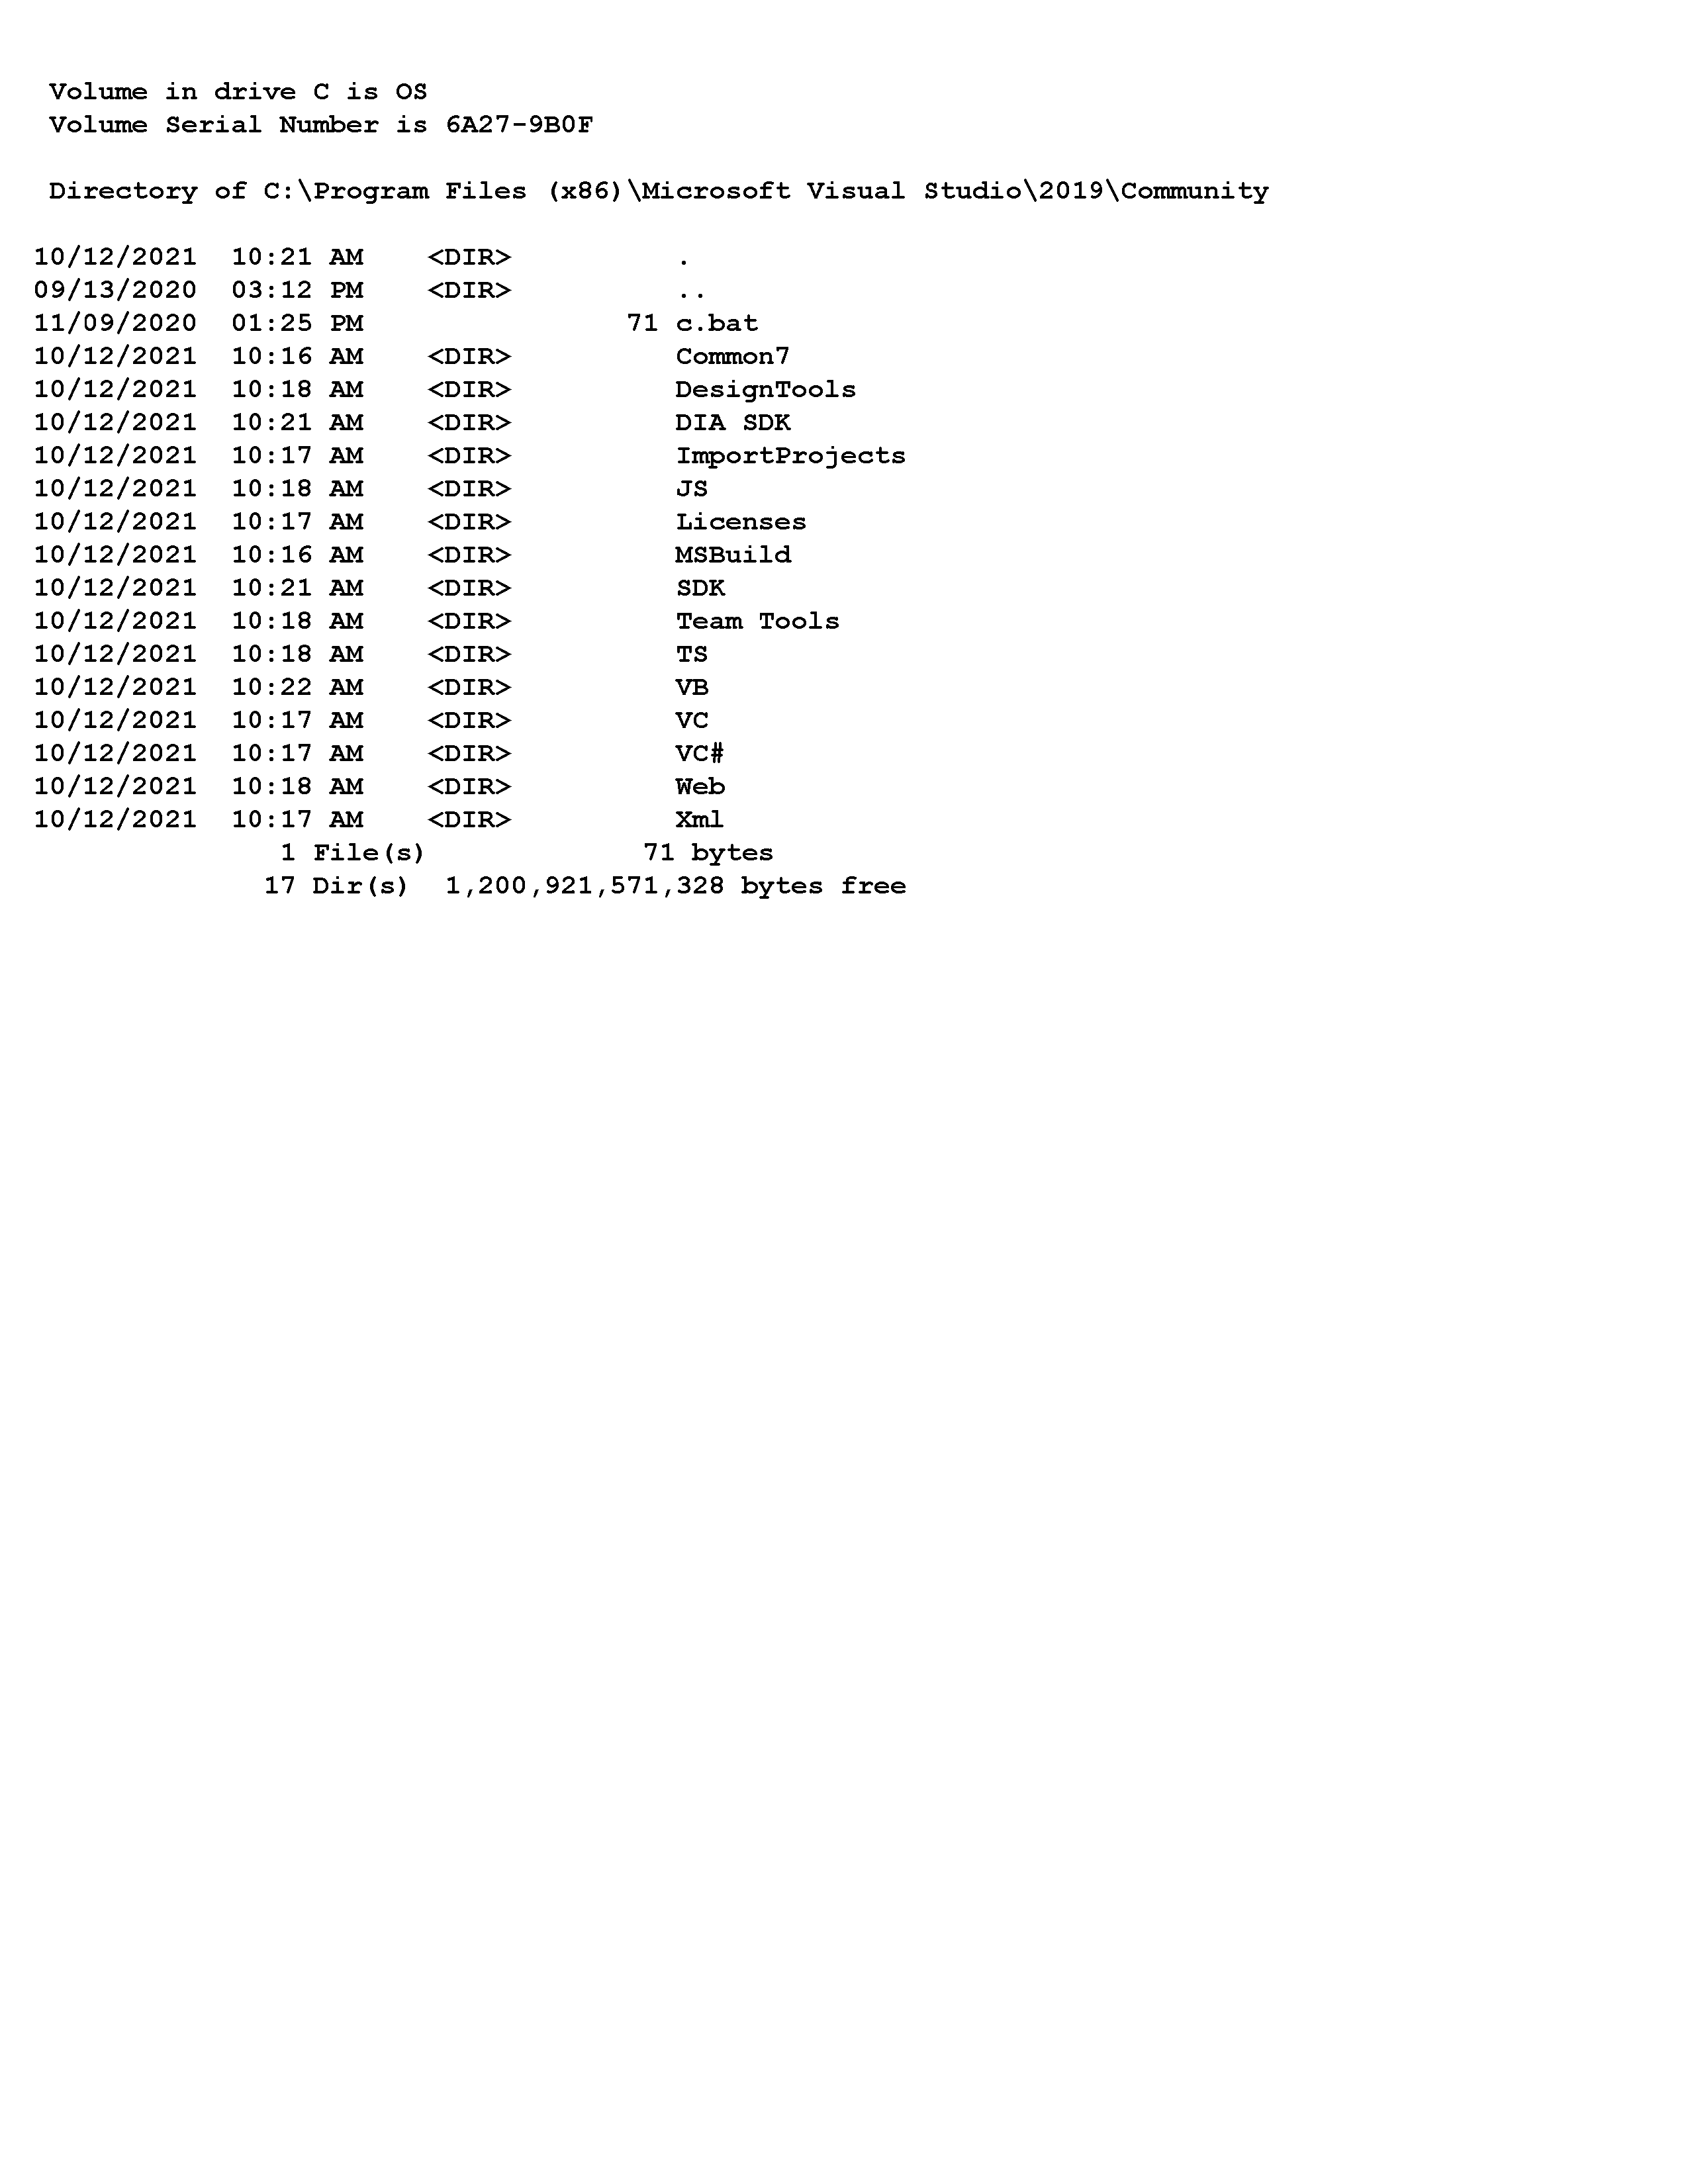 Volume in drive C is OS
Volume Serial Number is 6A27-9B0F
Directory of C:\Program Files (x86)\Microsoft Visual Studio\2019\Community
10/12/2021  10:21 AM    <DIR>          .
09/13/2020  03:12 PM    <DIR>          ..
11/09/2020  01:25 PM                71 c.bat
10/12/2021  10:16 AM    <DIR>          Common7
10/12/2021  10:18 AM    <DIR>          DesignTools
10/12/2021  10:21 AM    <DIR>          DIA SDK
10/12/2021  10:17 AM    <DIR>          ImportProjects
10/12/2021  10:18 AM    <DIR>          JS
10/12/2021  10:17 AM    <DIR>          Licenses
10/12/2021  10:16 AM    <DIR>          MSBuild
10/12/2021  10:21 AM    <DIR>          SDK
10/12/2021  10:18 AM    <DIR>          Team Tools
10/12/2021  10:18 AM    <DIR>          TS
10/12/2021  10:22 AM    <DIR>          VB
10/12/2021  10:17 AM    <DIR>          VC
10/12/2021  10:17 AM    <DIR>          VC#
10/12/2021  10:18 AM    <DIR>          Web
10/12/2021  10:17 AM    <DIR>          Xml
1 File(s)             71 bytes
17 Dir(s)  1,200,921,571,328 bytes free